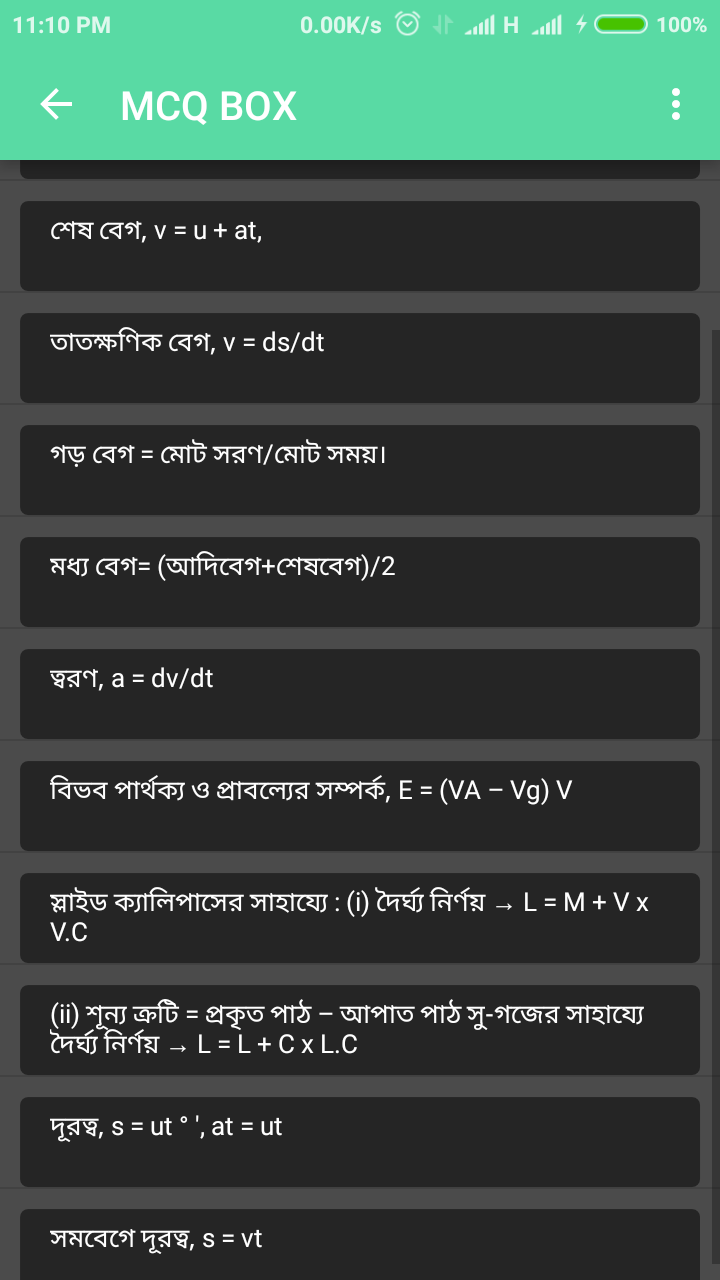 11:10 PM 0.00K/s H 100%
MCQ BOX
শেষ বেগ, v = u + at,
তাতক্ষণিক বেগ, v = ds/dt
গড় বেগ = মোট সরণ/মোট সময়।
মধ্য বেগ= (আদিবেগ+শেষবেগ)/2
ত্বরণ, a = dv/dt
বিভব পার্থক্য ও প্রাবল্যের সম্পর্ক, E = (VA – Vg) V
স্লাইড ক্যালিপাসের সাহায্যে : (i) দৈর্ঘ্য নির্ণয় → L = M + V x
V.C
(ii) শূন্য ক্রটি = প্রকৃত পাঠ – আপাত পাঠ সু-গজের সাহায্যে
দৈর্ঘ্য নির্ণয় → L = L + C x L.C
দূরত্ব, s = ut ° ', at = ut
সমবেগে দূরত্ব, s = vt